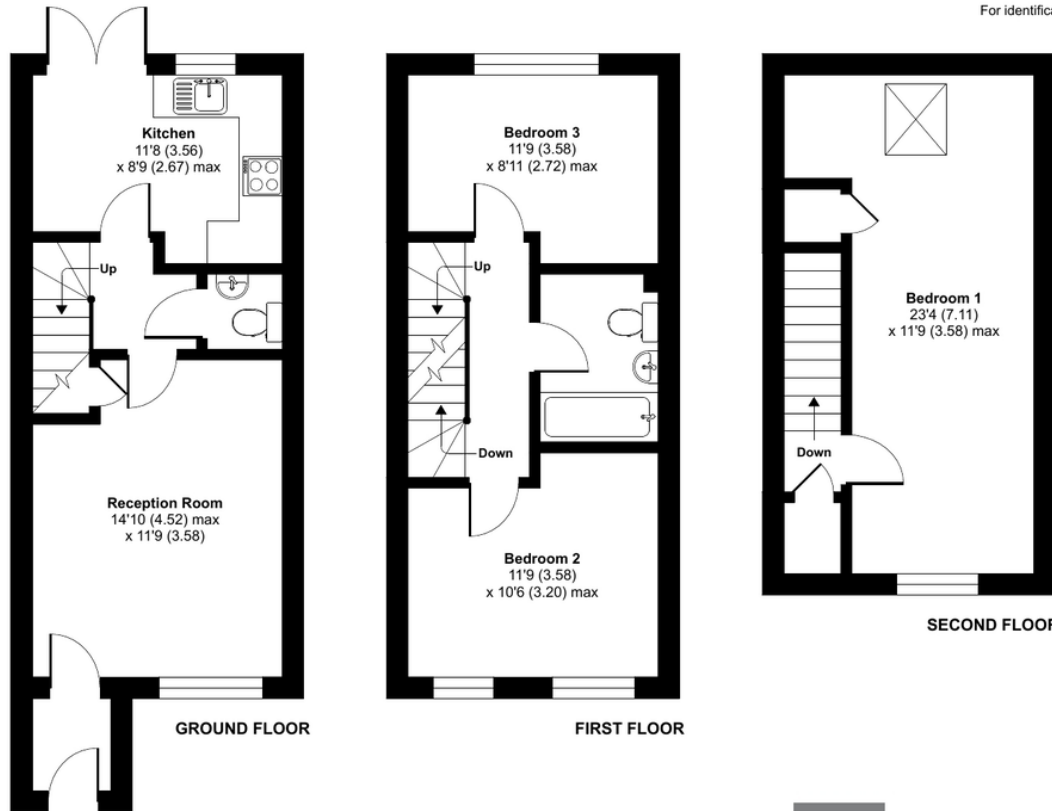 For identifica
Kitchen
11'8 (3.56)
x 8'9 (2.67) max
Up
Reception Room
14'10 (4.52) max
x 11'9 (3.58)
GROUND FLOOR
Bedroom 3
11'9 (3.58)
x 8'11 (2.72) max
Up
Down
Bedroom 2
11'9 (3.58)
x 10'6 (3.20) max
FIRST FLOOR
Bedroom 1
23'4 (7.11)
x 11'9 (3.58) max
Down
SECOND FLOOR